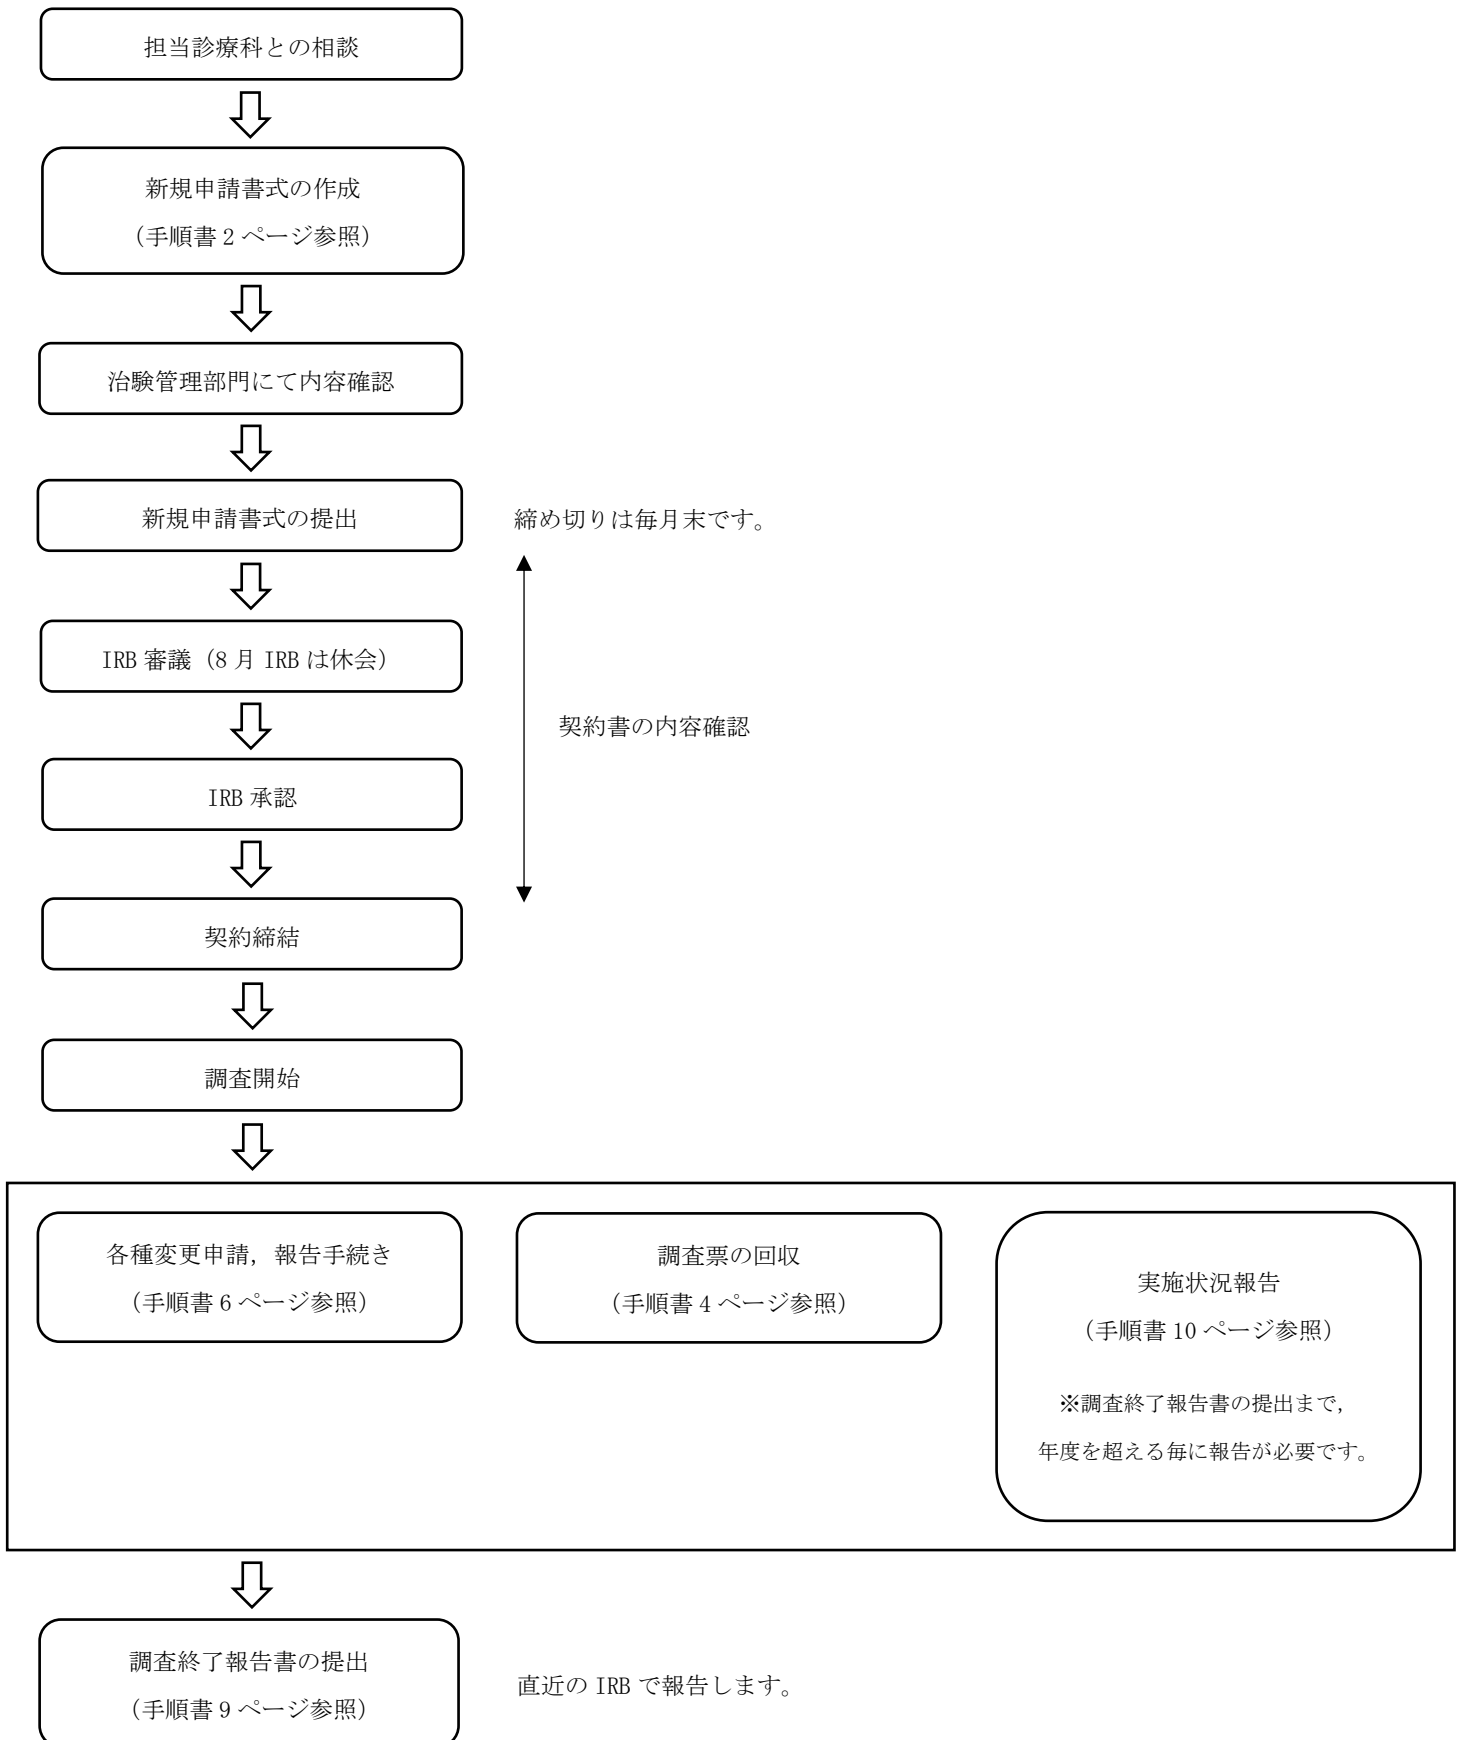 担当診療科との相談
新規申請書式の作成
（手順書 2 ページ参照）
治験管理部門にて内容確認
新規申請書式の提出
締め切りは毎月末です。
IRB 審議（8 月 IRB は休会）
契約書の内容確認
IRB 承認
契約締結
調査開始
各種変更申請，報告手続き
（手順書 6 ページ参照）
調査票の回収
（手順書 4 ページ参照）
実施状況報告
（手順書 10 ページ参照）
※調査終了報告書の提出まで，
年度を超える毎に報告が必要です。
調査終了報告書の提出
（手順書 9 ページ参照）
直近の IRB で報告します。